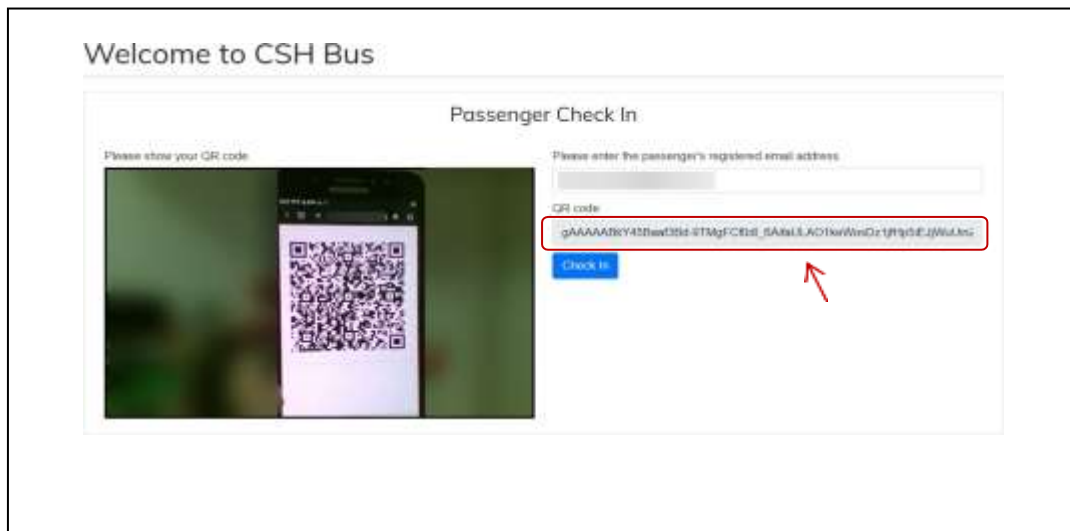 Welcome to CSH Bus
Passenger Check In
Please show your QR code
Please enter the passenger's registered email address
QR code
Check In